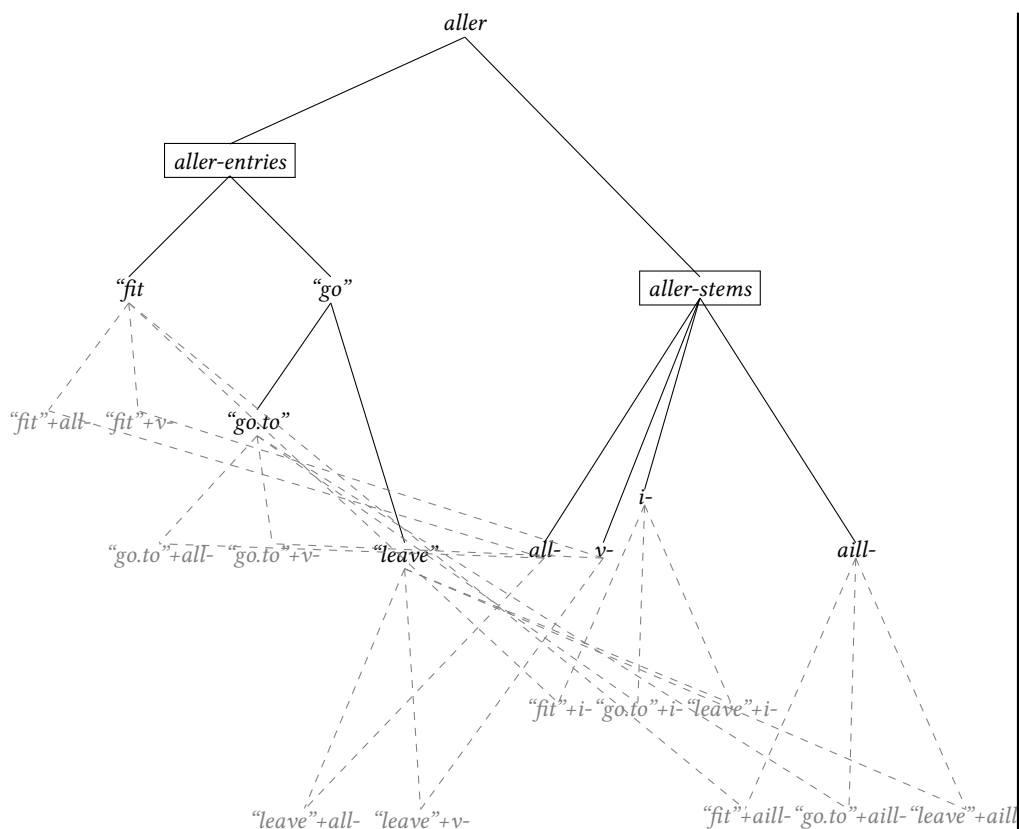 aller
aller-entries
“fit
“go”
aller-stems
“fit”+all-
“fit”+v-
“go.to”
i-
“go.to”+all-
“go.to”+v-
“leave”
all-
v-
aill-
“fit”+i-
“go.to”+i-
“leave”+i-
“leave”+all-
“leave”+v-
“fit”+aill-
“go.to”+aill-
“leave”+aill